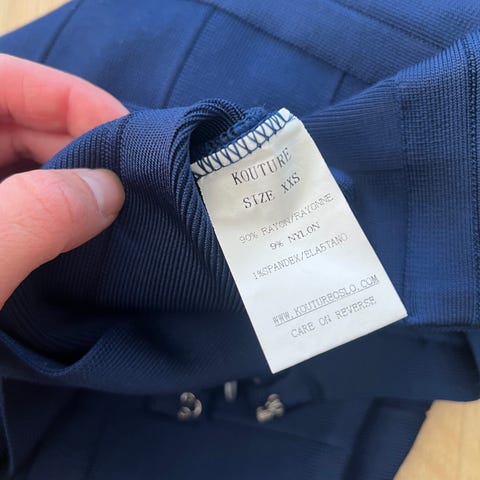 KOUTURE
SIZE XXS
90% RAYON/RAYONNE
9% NYLON
1%SPANDEX/ELASTANO
WWW.KOUTUREOSLO.COM
CARE ON REVERSE